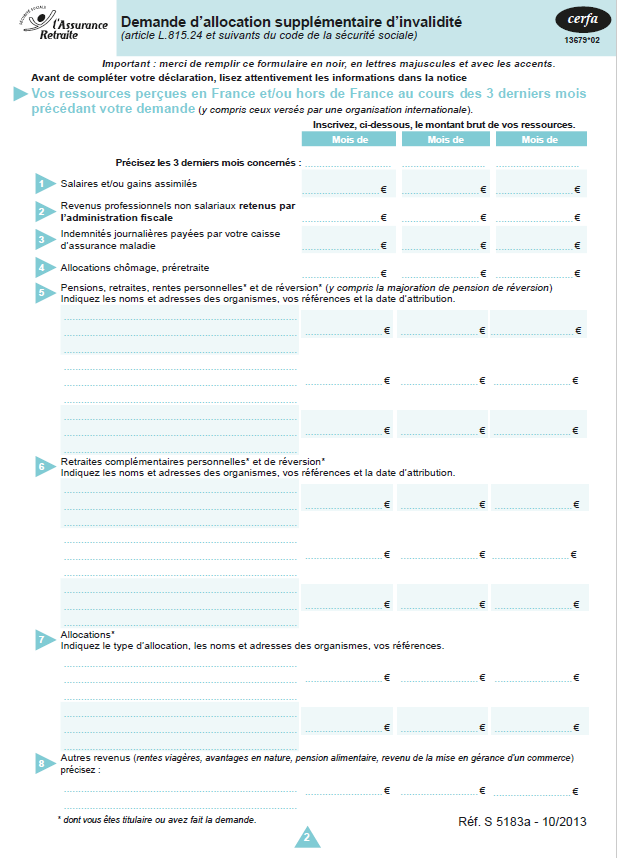 SÉCURITÉ SOCIALE
l'Assurance
Retraite
Demande d'allocation supplémentaire d'invalidité
(article L.815.24 et suivants du code de la sécurité sociale)
cerfa
13679*02
Important : merci de remplir ce formulaire en noir, en lettres majuscules et avec les accents.
Avant de compléter votre déclaration, lisez attentivement les informations dans la notice
Vos ressources perçues en France et/ou hors de France au cours des 3 derniers mois
précédant votre demande (y compris ceux versés par une organisation internationale).
Inscrivez, ci-dessous, le montant brut de vos ressources.
Mois de Mois de Mois de
Précisez les 3 derniers mois concernés :
1 Salaires et/ou gains assimilés € € €
2 Revenus professionnels non salariaux retenus par
l'administration fiscale € € €
3 Indemnités journalières payées par votre caisse
d'assurance maladie € € €
4 Allocations chômage, préretraite € € €
5 Pensions, retraites, rentes personnelles* et de réversion* (y compris la majoration de pension de réversion)
Indiquez les noms et adresses des organismes, vos références et la date d'attribution.
€ € €
€ € €
€ € €
6 Retraites complémentaires personnelles* et de réversion*
Indiquez les noms et adresses des organismes, vos références et la date d'attribution.
€ € €
€ € €
€ € €
7 Allocations*
Indiquez le type d'allocation, les noms et adresses des organismes, vos références.
€ € €
€ € €
8 Autres revenus (rentes viagères, avantages en nature, pension alimentaire, revenu de la mise en gérance d'un commerce)
précisez :
€ € €
* dont vous êtes titulaire ou avez fait la demande.
Réf. S 5183a - 10/2013
2